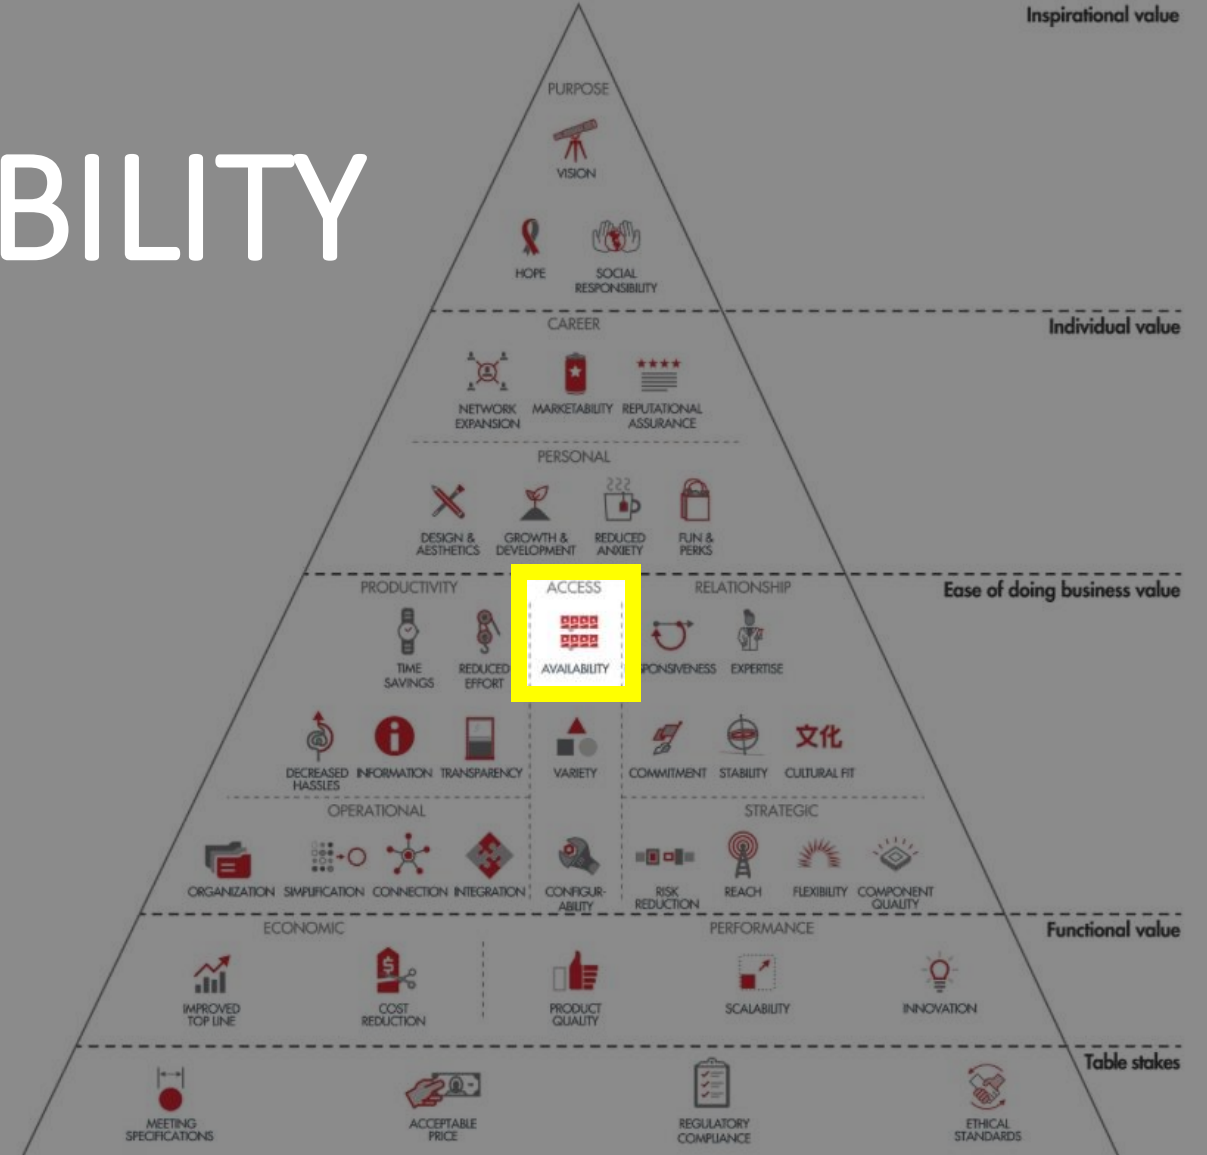 Inspirational value
PURPOSE
BILITY
VISION
HOPE
SOCIAL
RESPONSIBILITY
Individual value
CAREER
NETWORK
EXPANSION
MARKETABILITY
REPUTATIONAL
ASSURANCE
PERSONAL
DESIGN &
AESTHETICS
GROWTH &
DEVELOPMENT
REDUCED
ANXIETY
FUN &
PERKS
Ease of doing business value
PRODUCTIVITY
ACCESS
RELATIONSHIP
TIME
SAVINGS
REDUCED
EFFORT
AVAILABILITY
PONSIVENESS
EXPERTISE
DECREASED
HASSLES
INFORMATION
TRANSPARENCY
VARIETY
COMMITMENT
STABILITY
文化
CULTURAL FIT
OPERATIONAL
STRATEGIC
ORGANIZATION
SIMPLIFICATION
CONNECTION
INTEGRATION
CONFIGUR-
ABILITY
RISK
REDUCTION
REACH
FLEXIBILITY
COMPONENT
QUALITY
Functional value
ECONOMIC
PERFORMANCE
$
IMPROVED
TOP LINE
COST
REDUCTION
PRODUCT
QUALITY
SCALABILITY
INNOVATION
Table stakes
MEETING
SPECIFICATIONS
ACCEPTABLE
PRICE
REGULATORY
COMPLIANCE
ETHICAL
STANDARDS